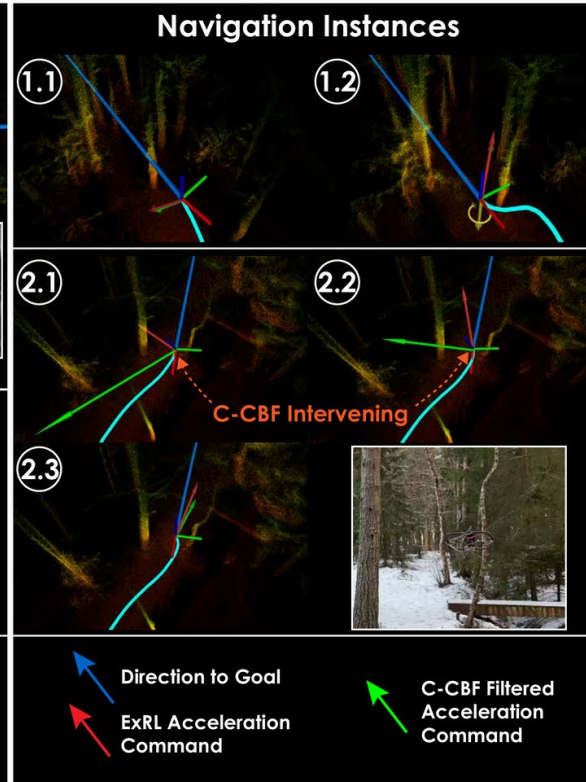 Navigation Instances
1.1
1.2
2.1
2.2
C-CBF Intervening
2.3
Direction to Goal
ExRL Acceleration
Command
C-CBF Filtered
Acceleration
Command